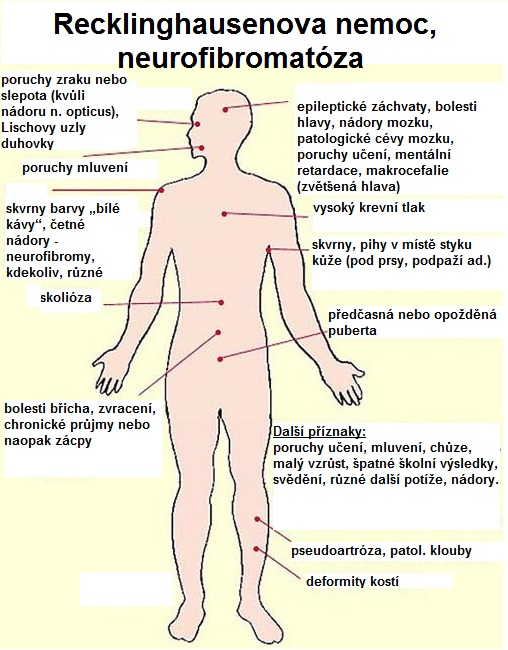 Recklinghausenova nemoc,
neurofibromatóza
poruchy zraku nebo
slepota (kvůli
nádoru n. opticus),
Lischovy uzly
duhovky
poruchy mluvení
skvrny barvy „bílé
kávy“, četné
nádory -
neurofibromy,
kdekoliv, různé
skolióza
bolesti břicha, zvracení,
chronické průjmy nebo
naopak zácpy
epileptické záchvaty, bolesti
hlavy, nádory mozku,
patologické cévy mozku,
poruchy učení, mentální
retardace, makrocefalie
(zvětšená hlava)
vysoký krevní tlak
skvrny, pihy v místě styku
kůže (pod prsy, podpaží ad.)
předčasná nebo opožděná
puberta
Další příznaky:
poruchy učení, mluvení, chůze,
malý vzrůst, špatné školní výsledky,
svědění, různé další potíže, nádory.
pseudoartróza, patol. klouby
deformity kostí